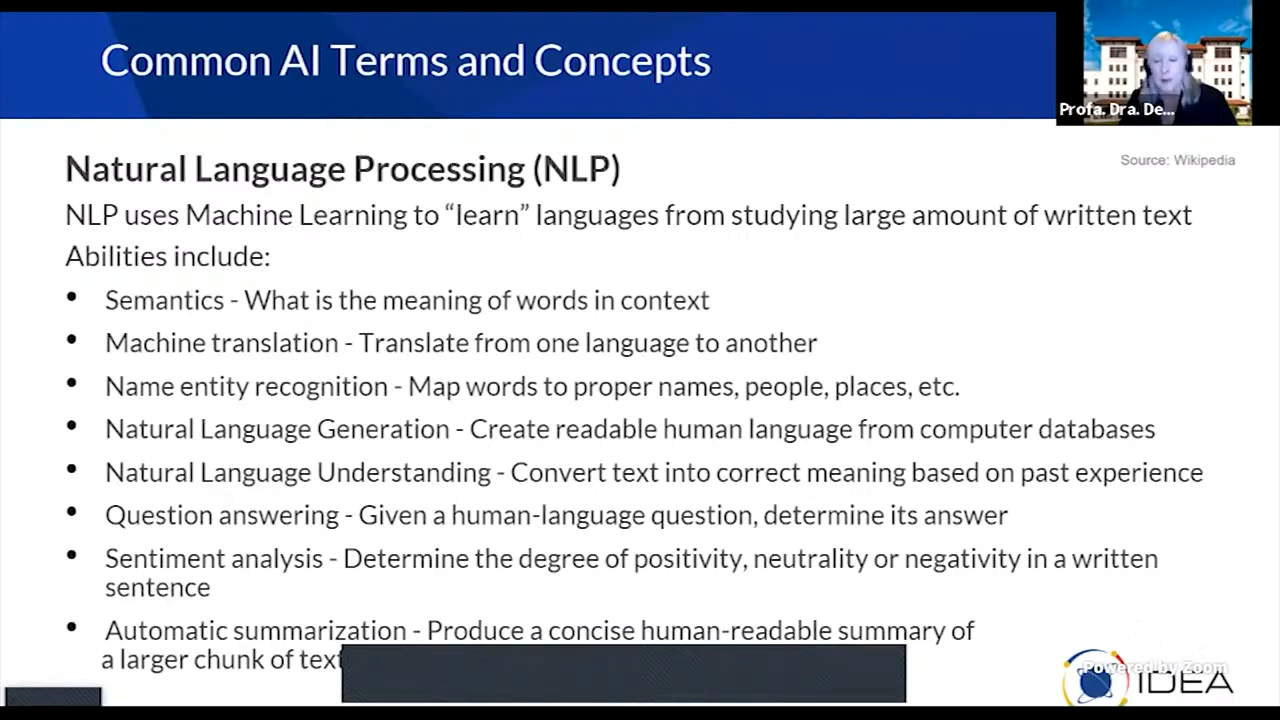 Common AI Terms and Concepts
Profa. Dra. De...
Source: Wikipedia
Natural Language Processing (NLP)
NLP uses Machine Learning to “learn” languages from studying large amount of written text
Abilities include:
• Semantics - What is the meaning of words in context
• Machine translation - Translate from one language to another
• Name entity recognition - Map words to proper names, people, places, etc.
• Natural Language Generation - Create readable human language from computer databases
• Natural Language Understanding - Convert text into correct meaning based on past experience
• Question answering - Given a human-language question, determine its answer
• Sentiment analysis - Determine the degree of positivity, neutrality or negativity in a written
sentence
• Automatic summarization - Produce a concise human-readable summary of
a larger chunk of text
Powered by Zoom
IDEA